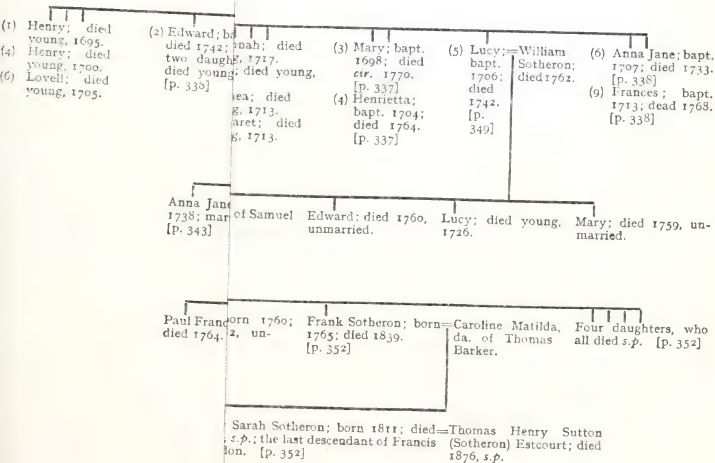 (1) Henry; died
young, 1695.
(4) Henry; died
young, 1700.
(6) Lovell; died
young, 1705.
(2) Edward; ba
died 1742;
two daugh
died young
[p. 338]
nah; died
g, 1717.
; died young,
ea; died
g, 1713.
aret; died
g, 1713.
(3) Mary; bapt.
1698; died
cir. 1770.
[p. 337]
(4) Henrietta;
bapt. 1704;
died 1764.
[p. 337]
(5) Lucy;=William
bapt. Sotheron;
1706; died 1762.
died
1742.
[p.
349]
(6) Anna Jane; bapt.
1707; died 1733.
[p. 338]
(9) Frances; bapt.
1713; dead 1768.
[p. 338]
Anna Jane
1738; mar
[p. 343]
of Samuel
Edward; died 1760,
unmarried.
Lucy; died young,
1726.
Mary; died 1759, un-
married.
Paul Franc
died 1764.
orn 1760;
2, un-
Frank Sotheron; born=Caroline Matilda,
1765; died 1839. da. of Thomas
[p. 352] Barker.
Four daughters, who
all died s.p. [p. 352]
Sarah Sotheron; born 1811; died=Thomas Henry Sutton
, s.p.; the last descendant of Francis (Sotheron) Estcourt; died
don. [p. 352] 1876, s.p.